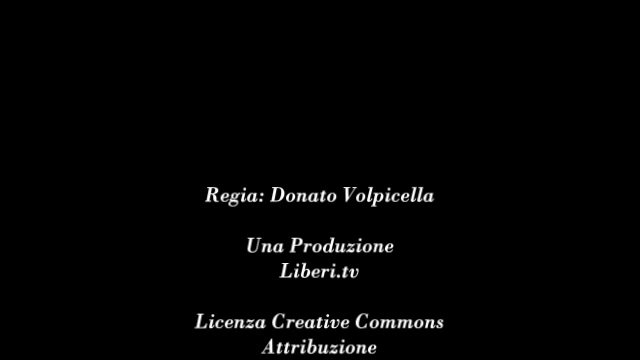 Regia: Donato Volpicella
Una Produzione
Liberi.tv
Licenza Creative Commons
Attribuzione